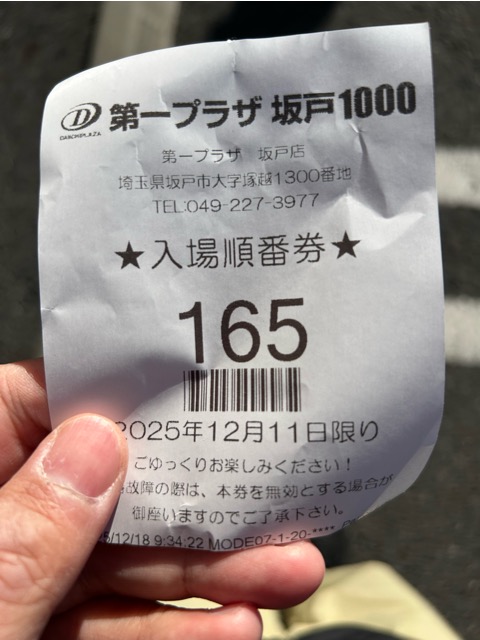 D
DAIICHI PLAZA
第一プラザ 坂戸1000
第一プラザ 坂戸店
埼玉県坂戸市大字塚越1300番地
TEL:049-227-3977
★入場順番券★
165
2025年12月11日限り
ごゆっくりお楽しみください!
故障の際は、本券を無効とする場合が
御座いますのでご了承下さい。
5/12/18 9:34:22 MODE07-1-20-****